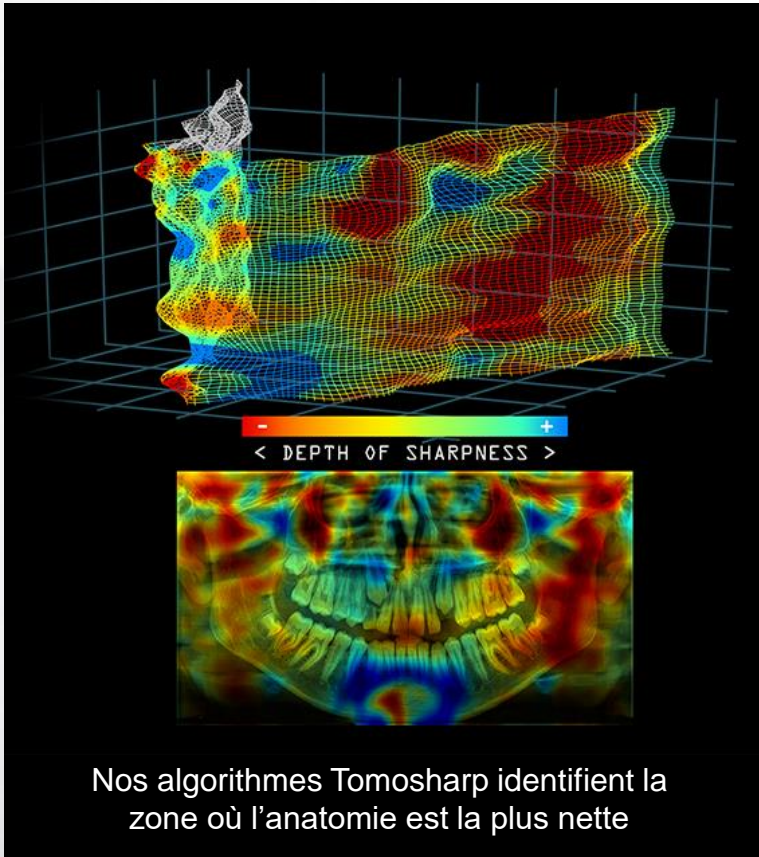 - +
< DEPTH OF SHARPNESS >
Nos algorithmes Tomosharp identifient la
zone où l’anatomie est la plus nette